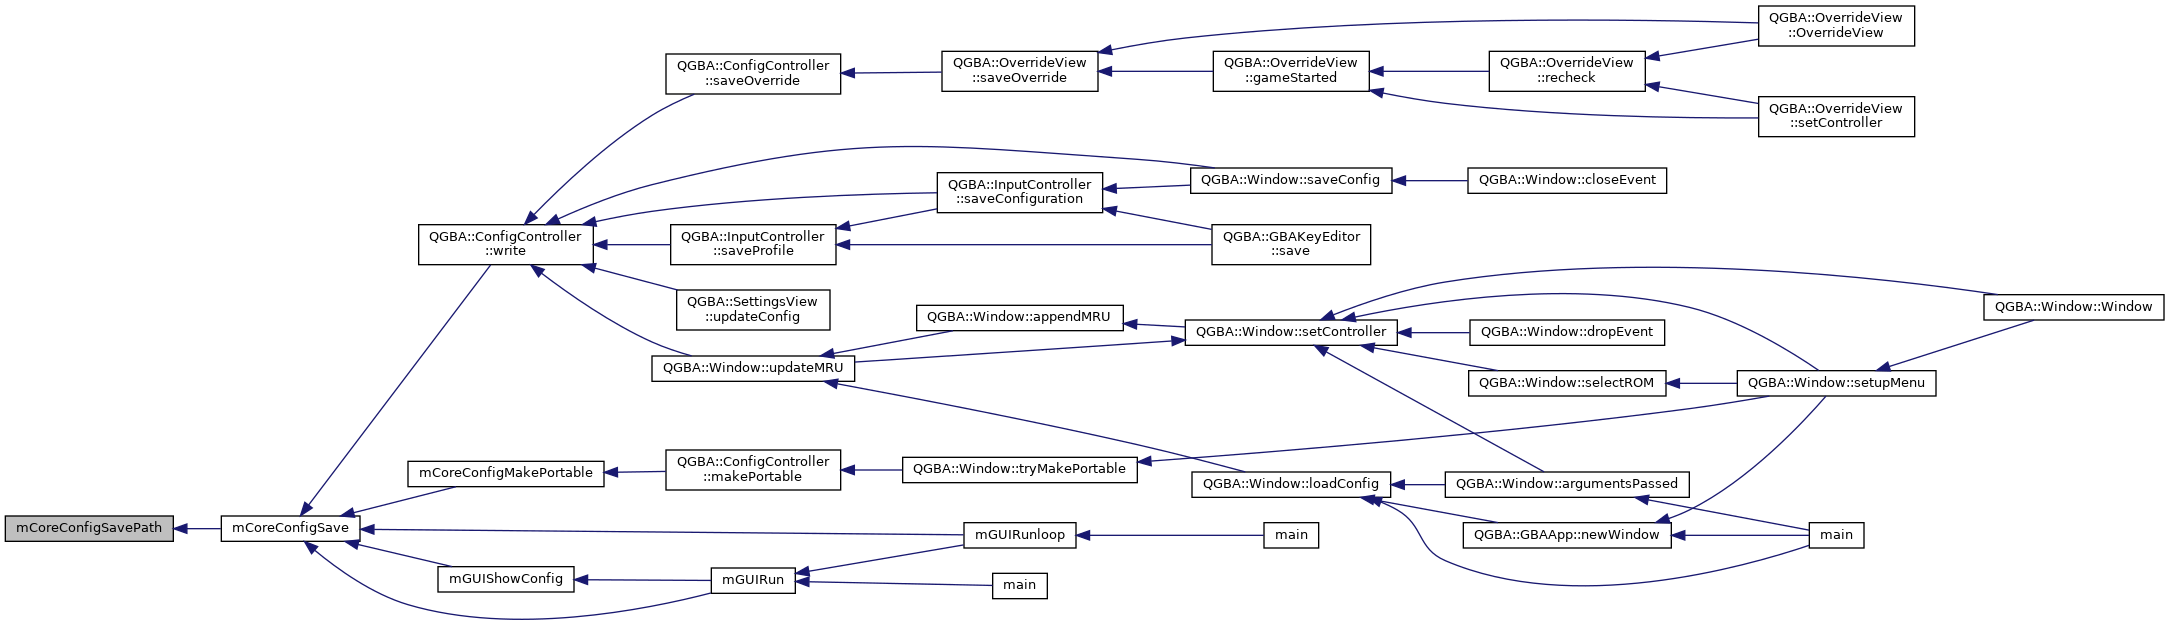 QGBA::OverrideView
::OverrideView
QGBA::ConfigController
::saveOverride
QGBA::OverrideView
::saveOverride
QGBA::OverrideView
::gameStarted
QGBA::OverrideView
::recheck
QGBA::OverrideView
::setController
QGBA::Window::saveConfig
QGBA::Window::closeEvent
QGBA::InputController
::saveConfiguration
QGBA::ConfigController
::write
QGBA::InputController
::saveProfile
QGBA::GBAKeyEditor
::save
QGBA::SettingsView
::updateConfig
QGBA::Window::appendMRU
QGBA::Window::setController
QGBA::Window::dropEvent
QGBA::Window::Window
QGBA::Window::updateMRU
QGBA::Window::selectROM
QGBA::Window::setupMenu
mCoreConfigMakePortable
QGBA::ConfigController
::makePortable
QGBA::Window::tryMakePortable
QGBA::Window::loadConfig
QGBA::Window::argumentsPassed
mCoreConfigSavePath
mCoreConfigSave
mGUIRunloop
main
QGBA::GBAApp::newWindow
main
mGUIShowConfig
mGUIRun
main